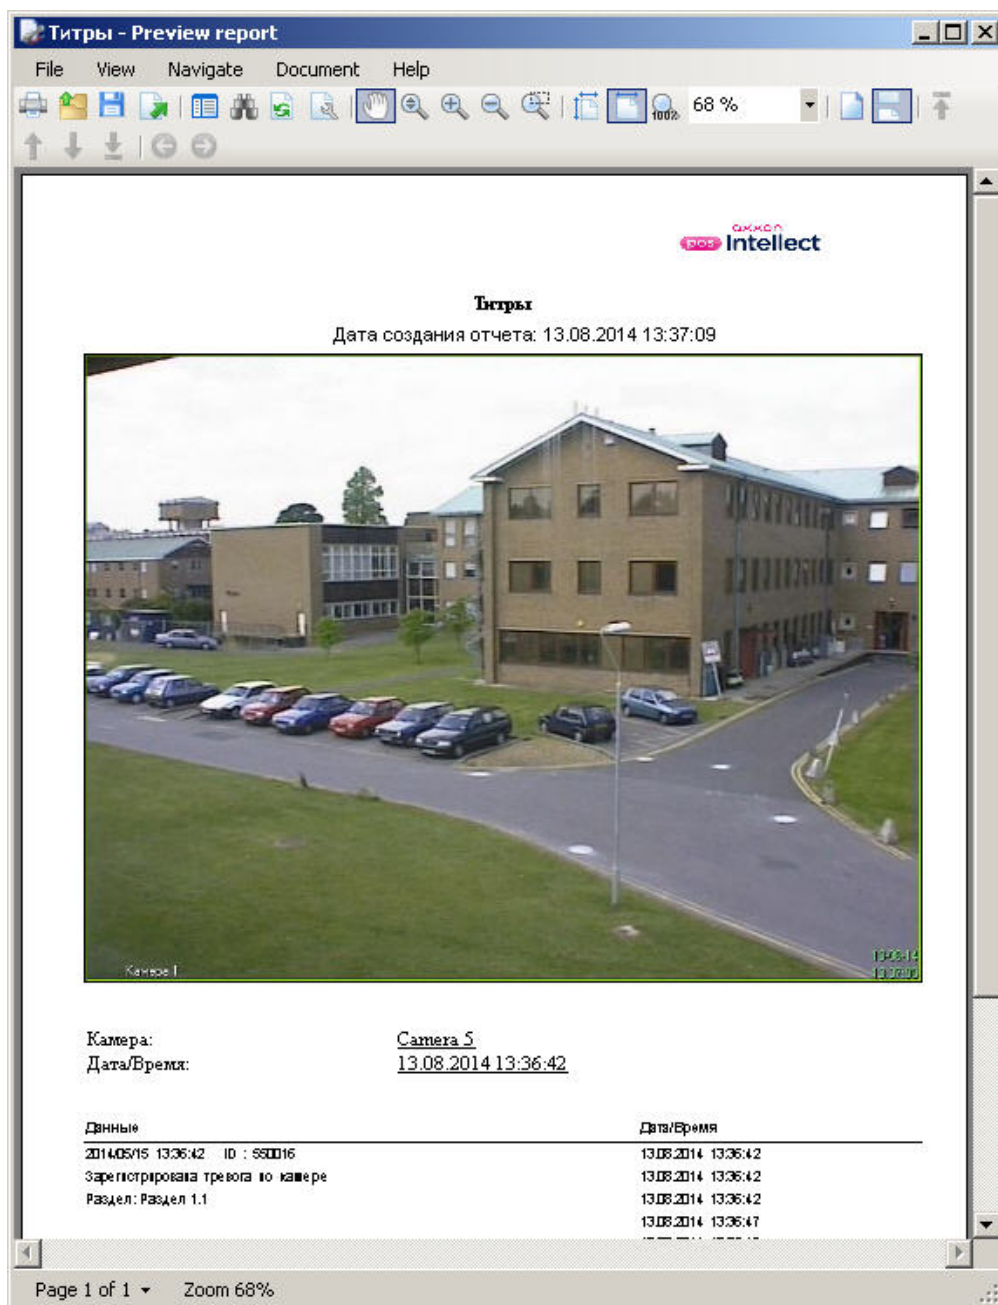 Титры - Preview report
File View Navigate Document Help
100% 68 %
axxon
pos Intellect
Титры
Дата создания отчета: 13.08.2014 13:37:09
Камера 1
13-08-14
Камера: Camera 5
Дата/Время: 13.08.2014 13:36:42
Данные Дата/Время
2014/05/15 13:36:42 ID : 550016 13.08.2014 13:36:42
Зарегистрирована тревога по камере 13.08.2014 13:36:42
Раздел: Раздел 1.1 13.08.2014 13:36:42
13.08.2014 13:36:47
Page 1 of 1 Zoom 68%